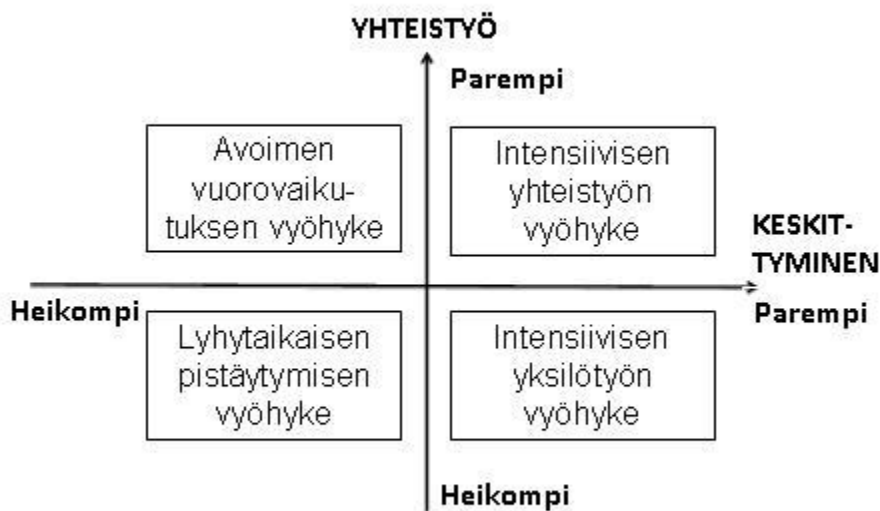 YHTEISTYÖ
Parempi
Avoimen
vuorovaiku-
tuksen vyöhyke
Intensiivisen
yhteistyön
vyöhyke
KESKIT-
TYMINEN
Heikompi
Parempi
Lyhytaikaisen
pistäytymisen
vyöhyke
Intensiivisen
yksilötyön
vyöhyke
Heikompi